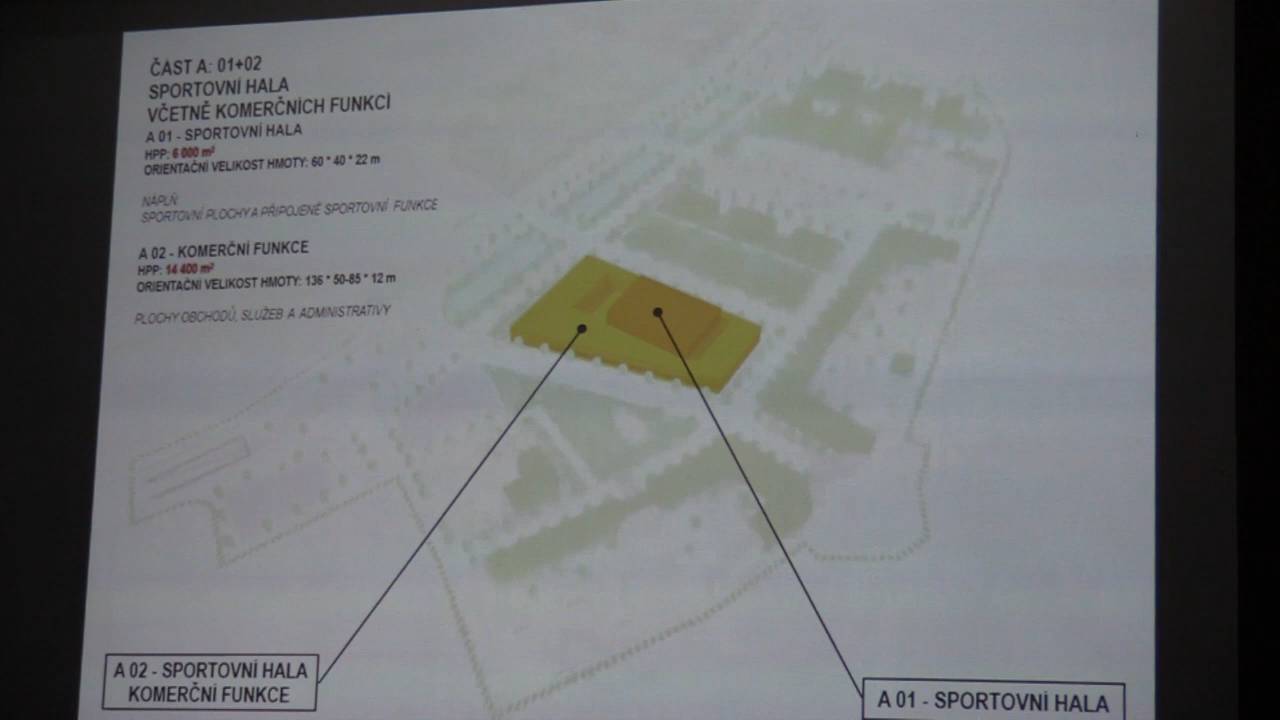 ČÁST A: 01+02
SPORTOVNÍ HALA
VČETNĚ KOMERČNÍCH FUNKCÍ
A 01 - SPORTOVNÍ HALA
HPP: 6 000 m²
ORIENTAČNÍ VELIKOST HMOTY: 60 * 40 * 22 m
NÁPLŇ:
SPORTOVNÍ PLOCHY A PŘIPOJENÉ SPORTOVNÍ FUNKCE
A 02 - KOMERČNÍ FUNKCE
HPP: 14 400 m²
ORIENTAČNÍ VELIKOST HMOTY: 136 * 50-85 * 12 m
PLOCHY OBCHODŮ, SLUŽEB A ADMINISTRATIVY
A 02 - SPORTOVNÍ HALA
KOMERČNÍ FUNKCE
A 01 - SPORTOVNÍ HALA